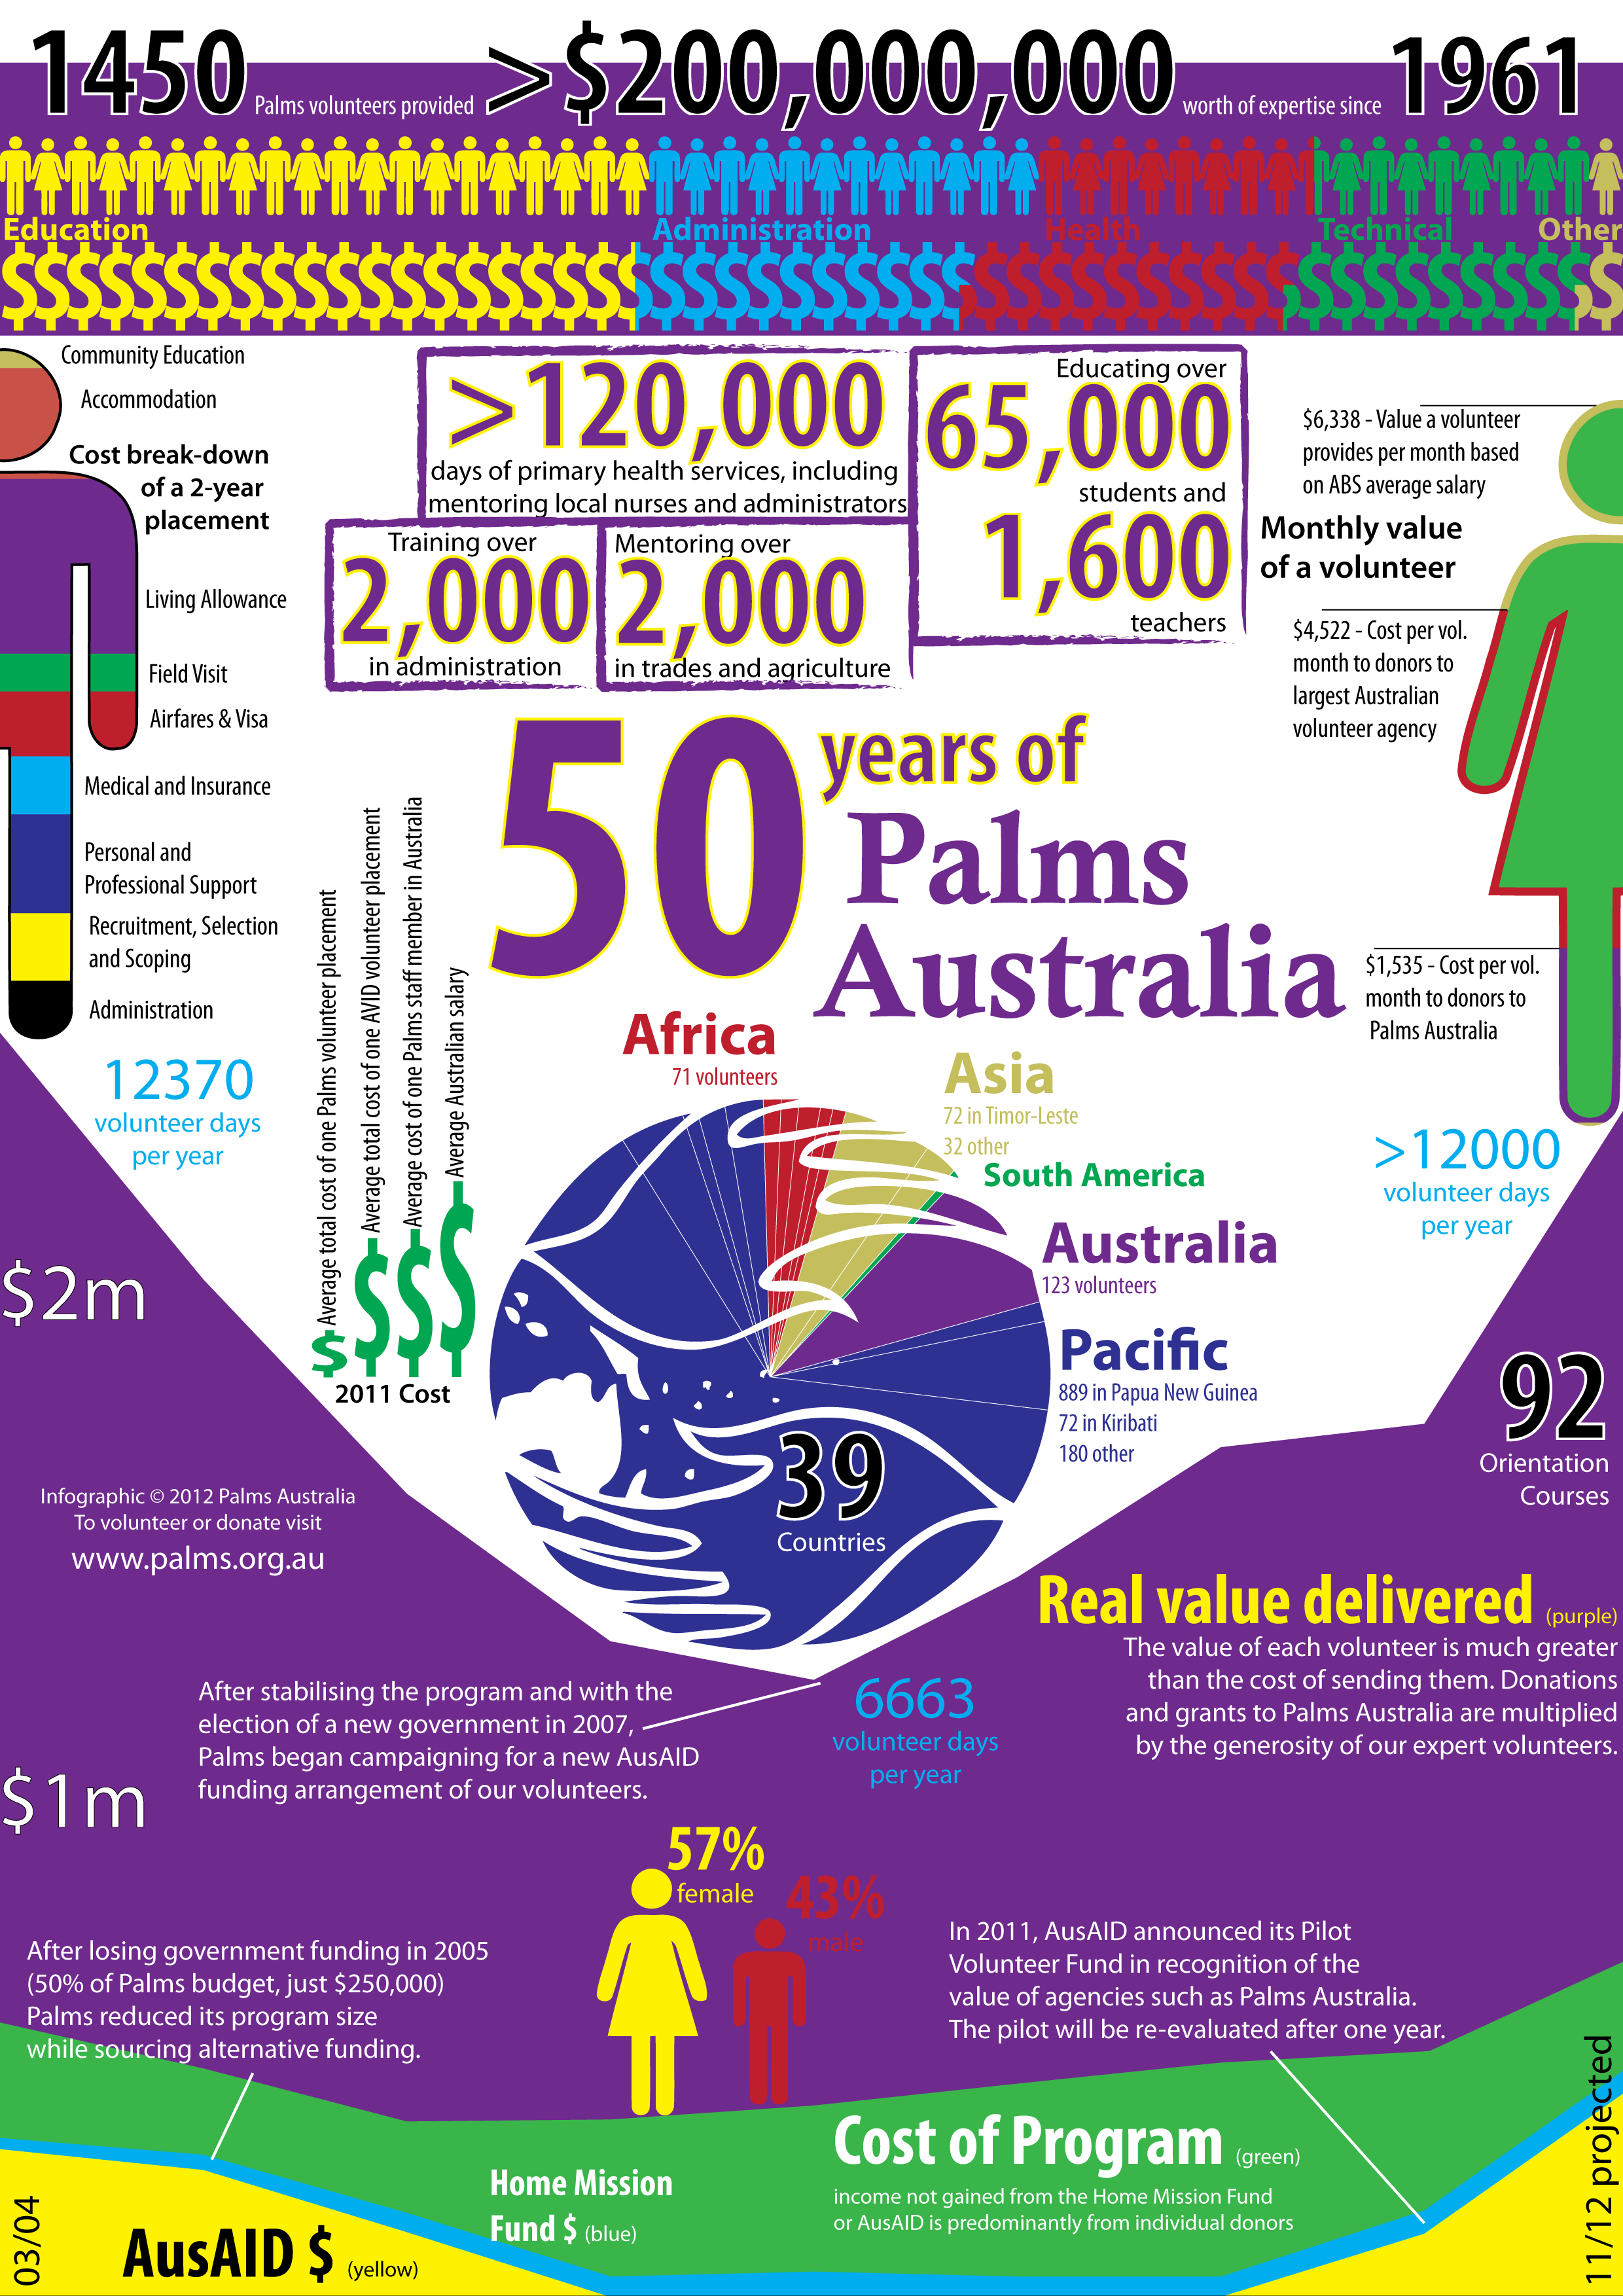 1450 Palms volunteers provided >$200,000,000 worth of expertise since 1961
Education
Administration
Health
Technical
Other
Community Education
Accommodation
Cost break-down
of a 2-year
placement
Living Allowance
Field Visit
Airfares & Visa
Medical and Insurance
Personal and
Professional Support
Recruitment, Selection
and Scoping
Administration
>120,000
days of primary health services, including
mentoring local nurses and administrators
Educating over
65,000
students and
1,600
teachers
Training over
2,000
in administration
Mentoring over
2,000
in trades and agriculture
$6,338 - Value a volunteer
provides per month based
on ABS average salary
Monthly value
of a volunteer
$4,522 - Cost per vol.
month to donors to
largest Australian
volunteer agency
$1,535 - Cost per vol.
month to donors to
Palms Australia
50 years of
Palms
Australia
12370
volunteer days
per year
Average total cost of one Palms volunteer placement
Average total cost of one AVID volunteer placement
Average cost of one Palms staff member in Australia
Average Australian salary
$ $ $ $
2011 Cost
Africa
71 volunteers
Asia
72 in Timor-Leste
32 other
South America
Australia
123 volunteers
Pacific
889 in Papua New Guinea
72 in Kiribati
180 other
39
Countries
>12000
volunteer days
per year
$2m
92
Orientation
Courses
Infographic © 2012 Palms Australia
To volunteer or donate visit
www.palms.org.au
Real value delivered (purple)
The value of each volunteer is much greater
than the cost of sending them. Donations
and grants to Palms Australia are multiplied
by the generosity of our expert volunteers.
After stabilising the program and with the
election of a new government in 2007,
Palms began campaigning for a new AusAID
funding arrangement of our volunteers.
6663
volunteer days
per year
$1m
57%
female
43%
male
After losing government funding in 2005
(50% of Palms budget, just $250,000)
Palms reduced its program size
while sourcing alternative funding.
In 2011, AusAID announced its Pilot
Volunteer Fund in recognition of the
value of agencies such as Palms Australia.
The pilot will be re-evaluated after one year.
Cost of Program (green)
income not gained from the Home Mission Fund
or AusAID is predominantly from individual donors
Home Mission
Fund $ (blue)
AusAID $ (yellow)
03/04
11/12 projected